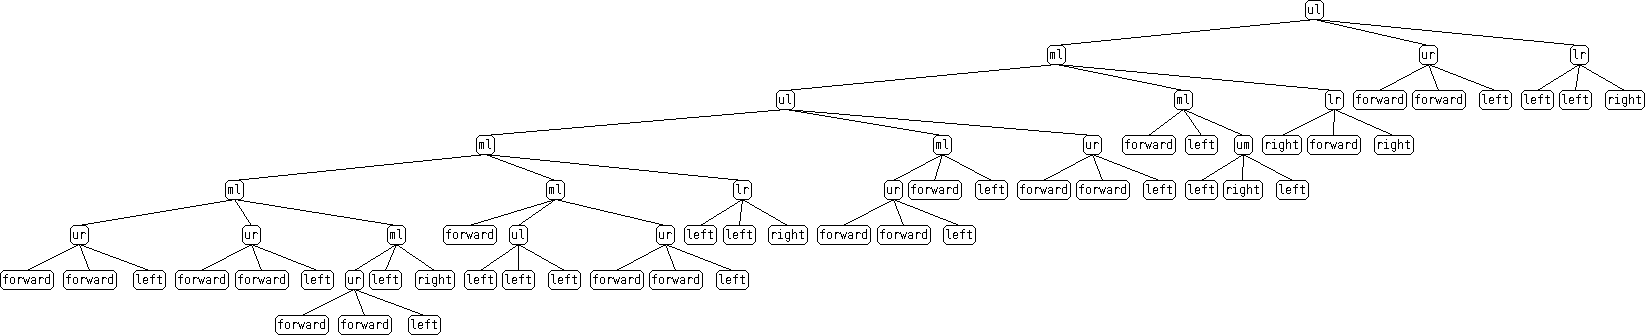 ul
ml ur lr
ul ml lr forward forward left left left right
ml ml ur forward left um right forward right
ml ml lr ur forward left forward forward left left right left
ur ur ml forward ul ur left left right forward forward left
forward forward left forward forward left ur left right left left left forward forward left
forward forward left